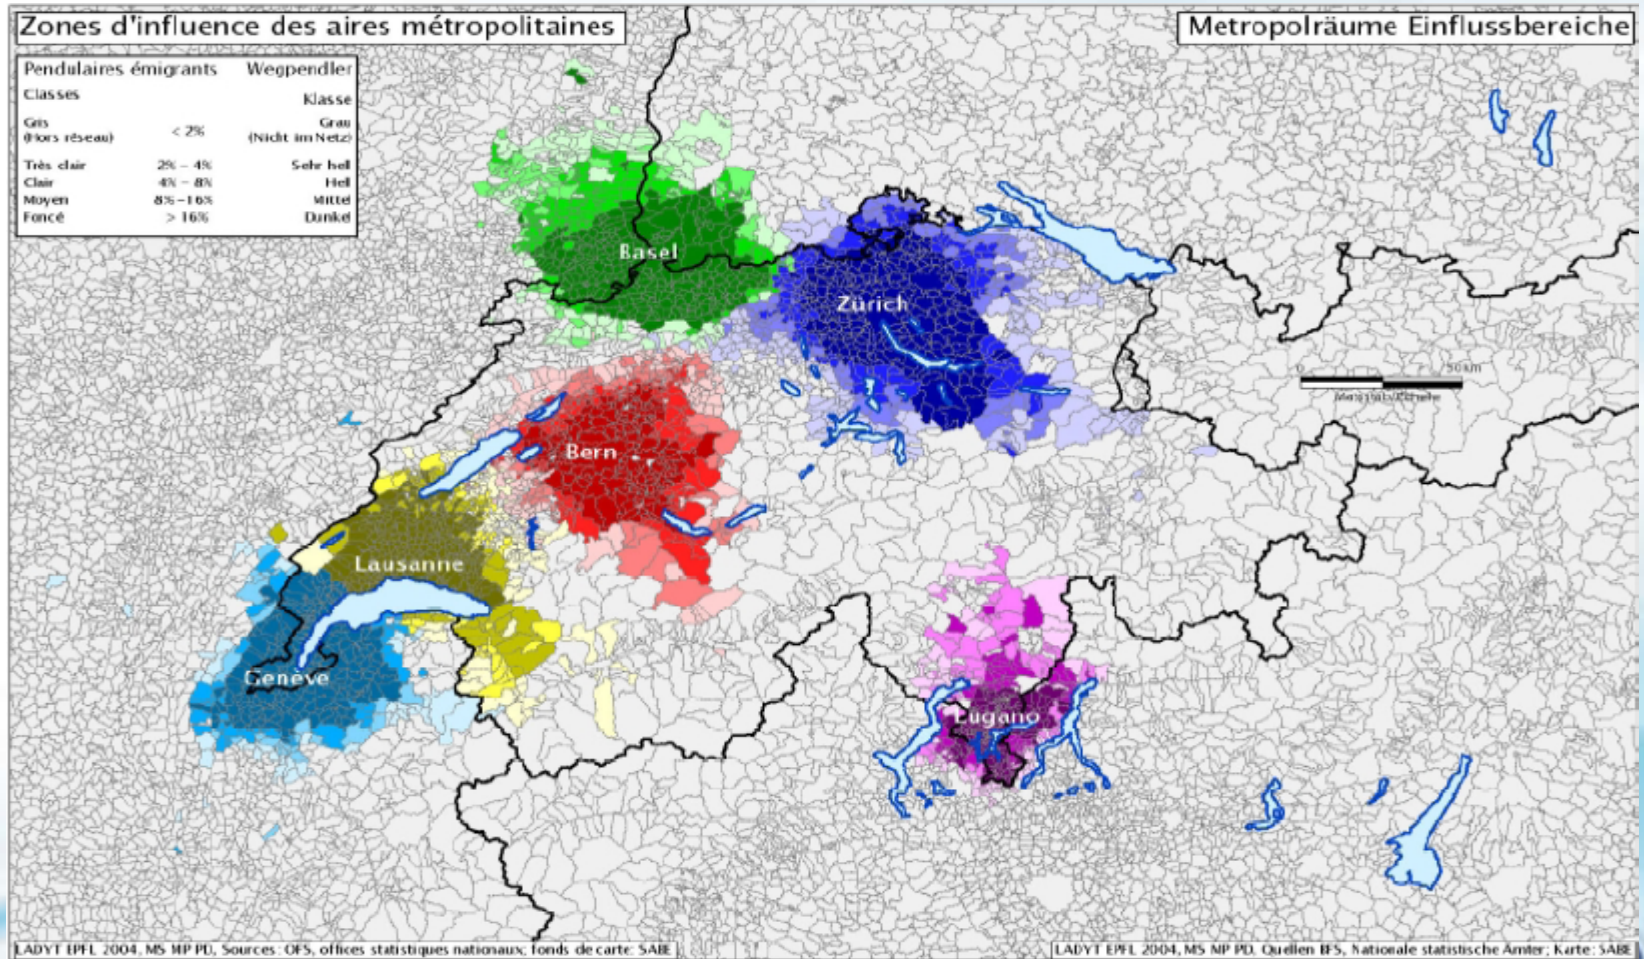 Zones d'influence des aires métropolitaines
Metropolräume Einflussbereiche
Pendulaires émigrants Wegpendler
Classes Klasse
Gris Grau
(Hors réseau) < 2% (Nicht im Netz)
Très clair 2% – 4% Sehr hell
Clair 4% – 8% Hell
Moyen 8% –16% Mittel
Foncé > 16% Dunkel
Basel
Zürich
0 50 km
Bern
Lausanne
Genève
Lugano
LADYT EPFL 2004, MS MP PD, Sources: OFS, offices statistiques nationaux; fonds de carte: SABE
LADYT EPFL 2004, MS MP PD, Quellen BFS, Nationale statistische Ämter; Karte: SABE